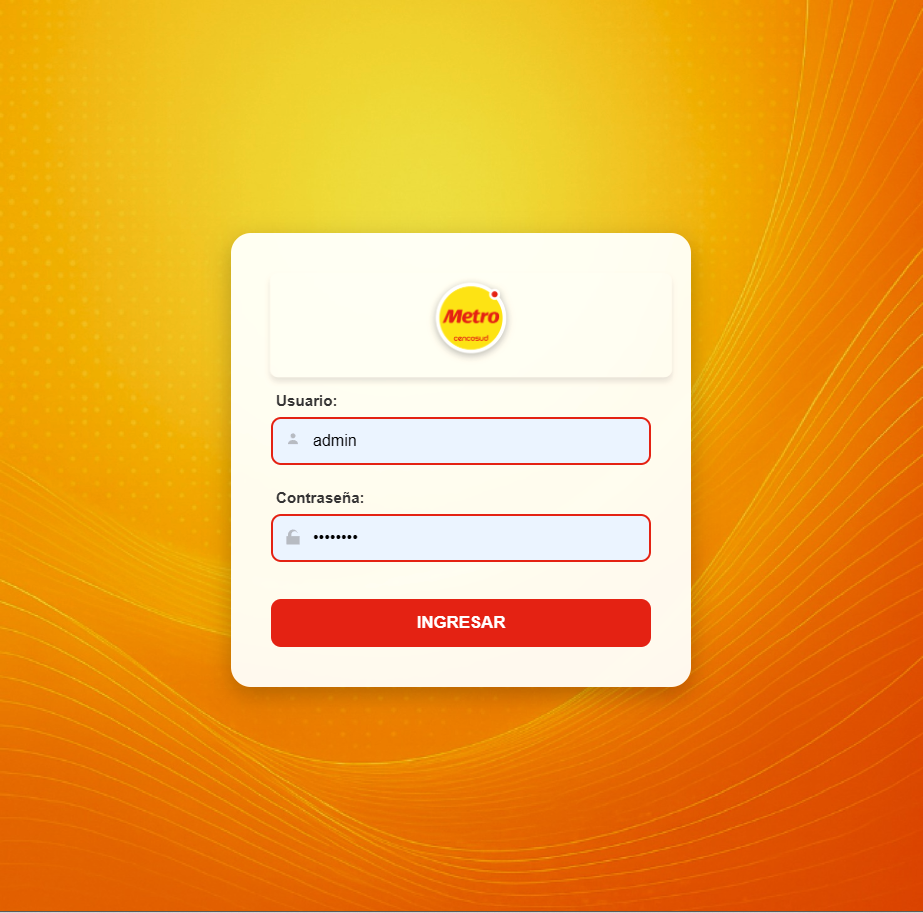 Metro
cencosud
Usuario:
admin
Contraseña:
••••••••
INGRESAR